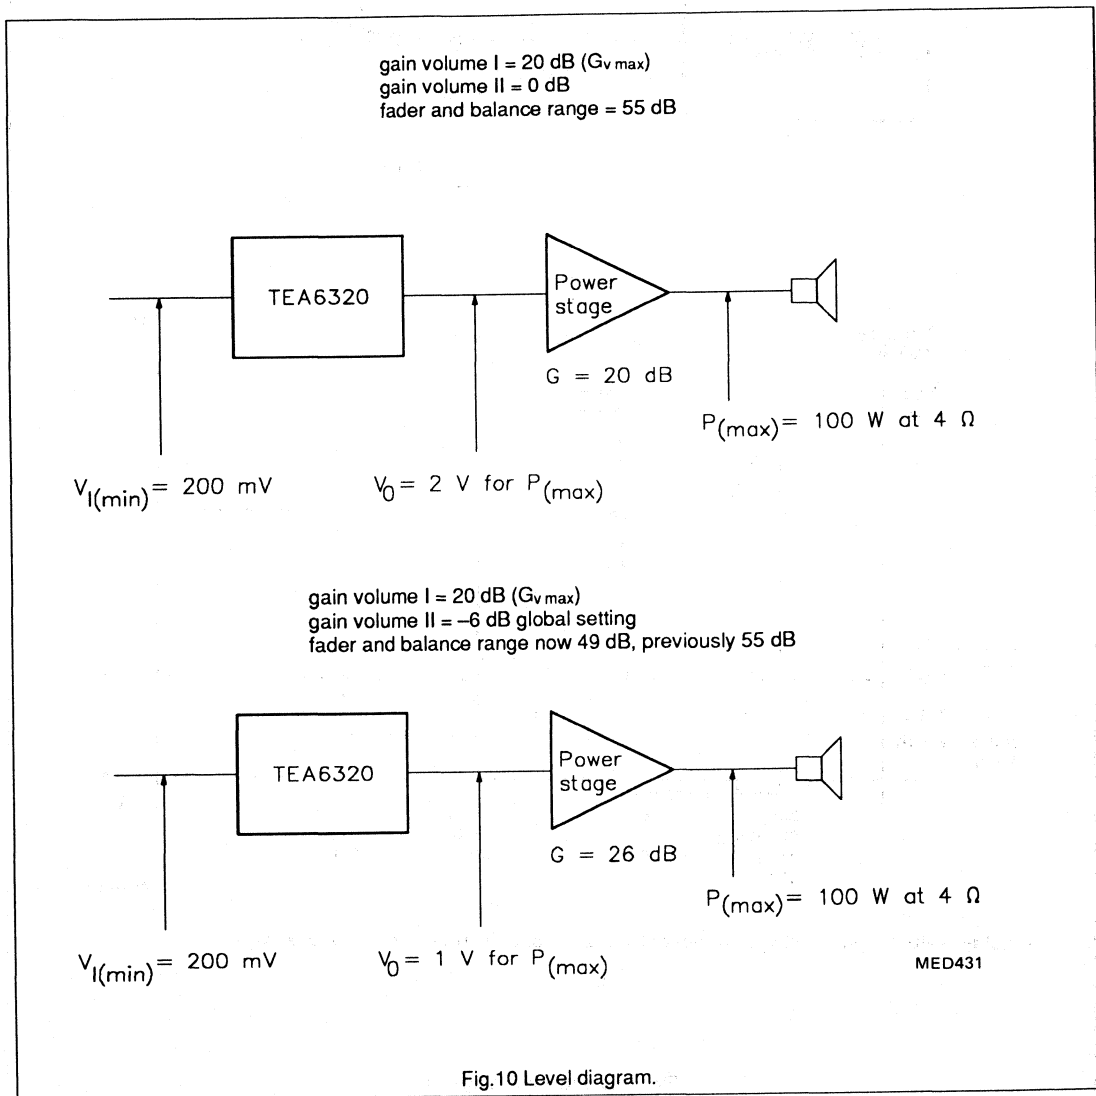 gain volume I = 20 dB (Gv max)
gain volume II = 0 dB
fader and balance range = 55 dB
TEA6320
Power
stage
G = 20 dB
P(max)= 100 W at 4 Ω
VI(min)= 200 mV
VO= 2 V for P(max)
gain volume I = 20 dB (Gv max)
gain volume II = –6 dB global setting
fader and balance range now 49 dB, previously 55 dB
TEA6320
Power
stage
G = 26 dB
P(max)= 100 W at 4 Ω
VI(min)= 200 mV
VO= 1 V for P(max)
MED431
Fig.10 Level diagram.